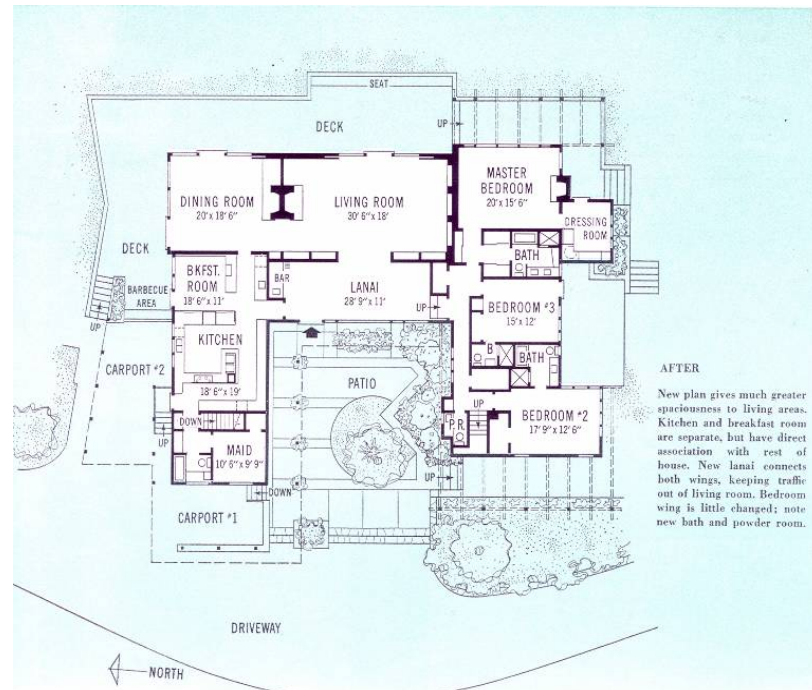 SEAT
DECK
UP
MASTER
BEDROOM
20'x 15' 6"
DINING ROOM
20'x 18' 6"
LIVING ROOM
30' 6"x 18'
DRESSING
ROOM
DECK
BATH
BKFST.
ROOM
18' 6"x 11'
BAR
LANAI
28' 9"x 11'
BARBECUE
AREA
UP
UP
BEDROOM #3
15'x 12'
KITCHEN
18' 6"x 19'
CARPORT #2
PATIO
B
BATH
AFTER
New plan gives much greater
spaciousness to living areas.
Kitchen and breakfast room
are separate, but have direct
association with rest of
house. New lanai connects
both wings, keeping traffic
out of living room. Bedroom
wing is little changed; note
new bath and powder room.
UP
BEDROOM #2
17' 9"x 12' 6"
P.R.
DOWN
UP
MAID
10' 6"x 9' 9"
UP
DOWN
CARPORT #1
DRIVEWAY
NORTH